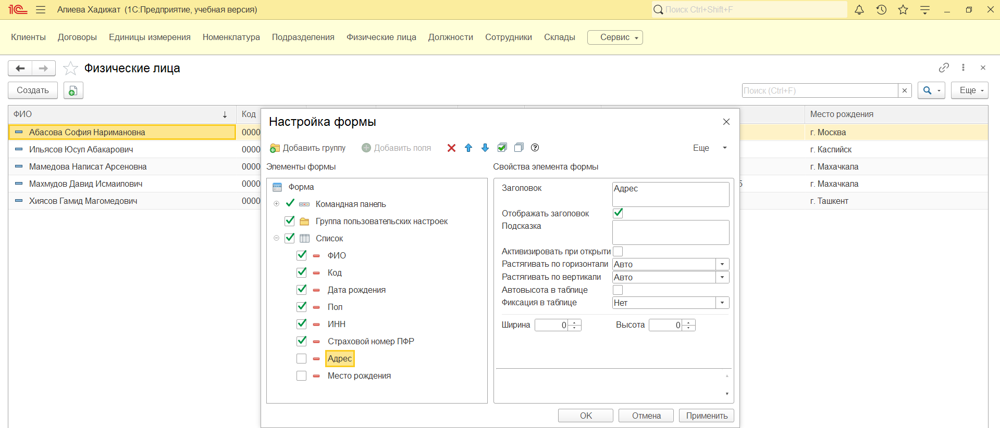 1С Алиева Хадижат (1С:Предприятие, учебная версия) Поиск Ctrl+Shift+F
Клиенты Договоры Единицы измерения Номенклатура Подразделения Физические лица Должности Сотрудники Склады Сервис
Физические лица
Создать Поиск (Ctrl+F) Еще
ФИО Код Место рождения
Абасова София Наримановна 0000 г. Москва
Ильясов Юсуп Абакарович 0000 г. Каспийск
Мамедова Написат Арсеновна 0000 г. Махачкала
Махмудов Давид Исмаилович 0000 5 г. Махачкала
Хиясов Гамид Магомедович 0000 г. Ташкент
Настройка формы
Добавить группу Добавить поля Еще
Элементы формы
Форма
Командная панель
Группа пользовательских настроек
Список
ФИО
Код
Дата рождения
Пол
ИНН
Страховой номер ПФР
Адрес
Место рождения
Свойства элемента формы
Заголовок Адрес
Отображать заголовок
Подсказка
Активизировать при открыти
Растягивать по горизонтали Авто
Растягивать по вертикали Авто
Автовысота в таблице
Фиксация в таблице Нет
Ширина 0 Высота 0
ОК Отмена Применить